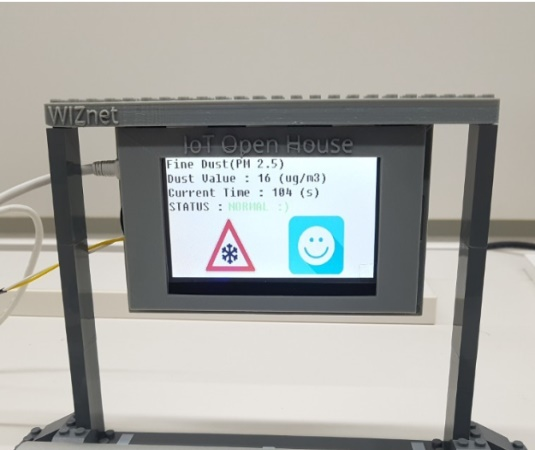 WIZnet
IoT Open House
Fine Dust(PM 2.5)
Dust Value : 16 (ug/m3)
Current Time : 104 (s)
STATUS : NORMAL :)